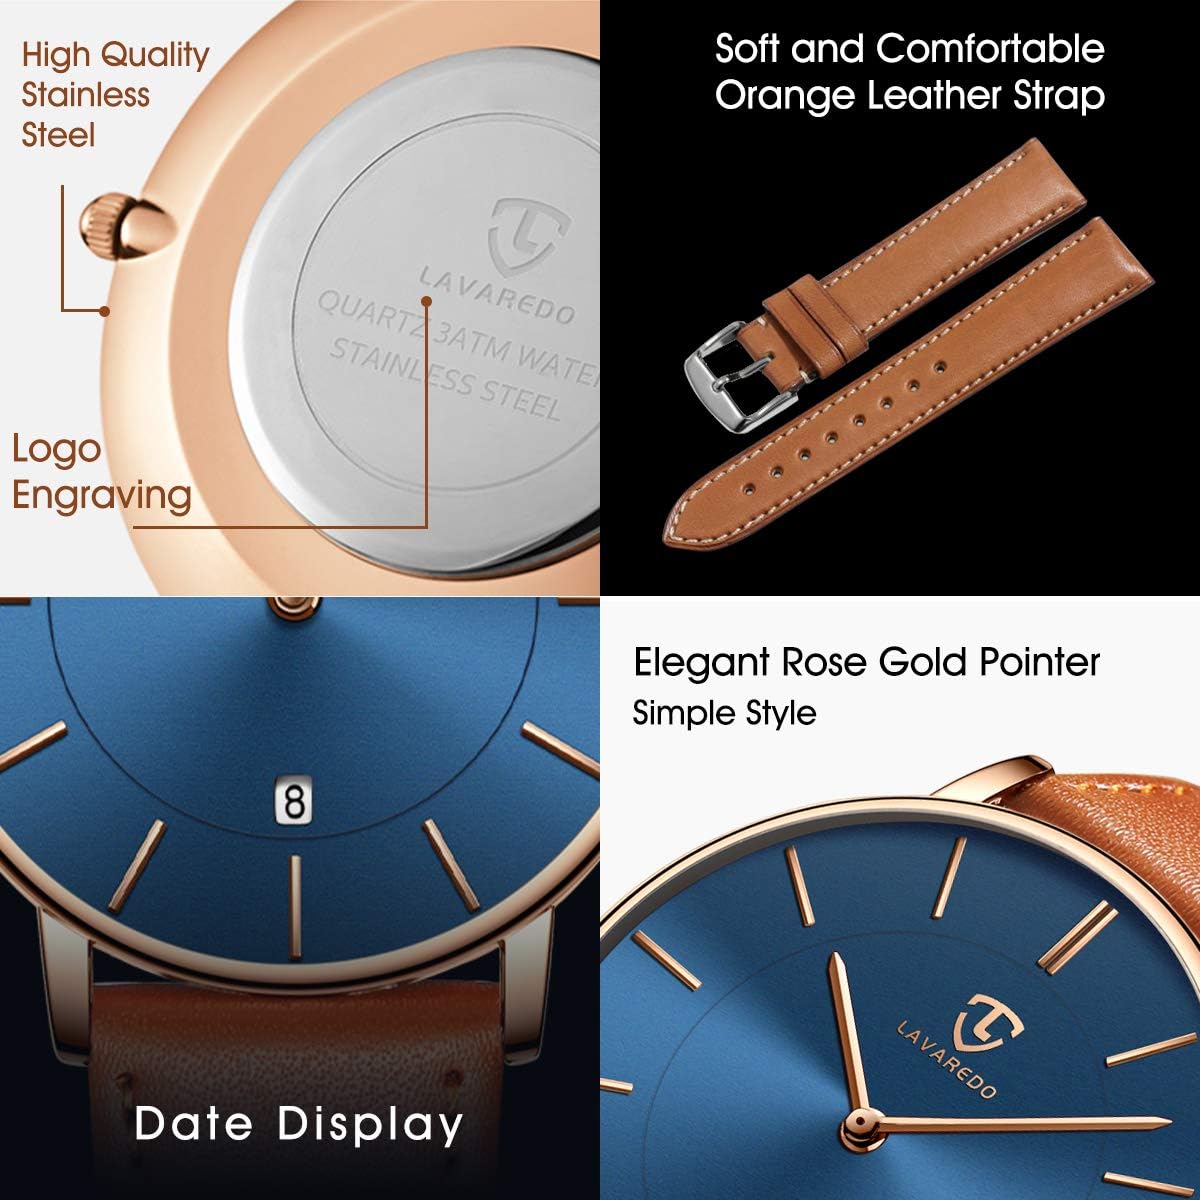 High Quality
Stainless
Steel
LAVAREDO
QUARTZ 3ATM WATER
STAINLESS STEEL
Logo
Engraving
Soft and Comfortable
Orange Leather Strap
8
Date Display
Elegant Rose Gold Pointer
Simple Style
LAVAREDO